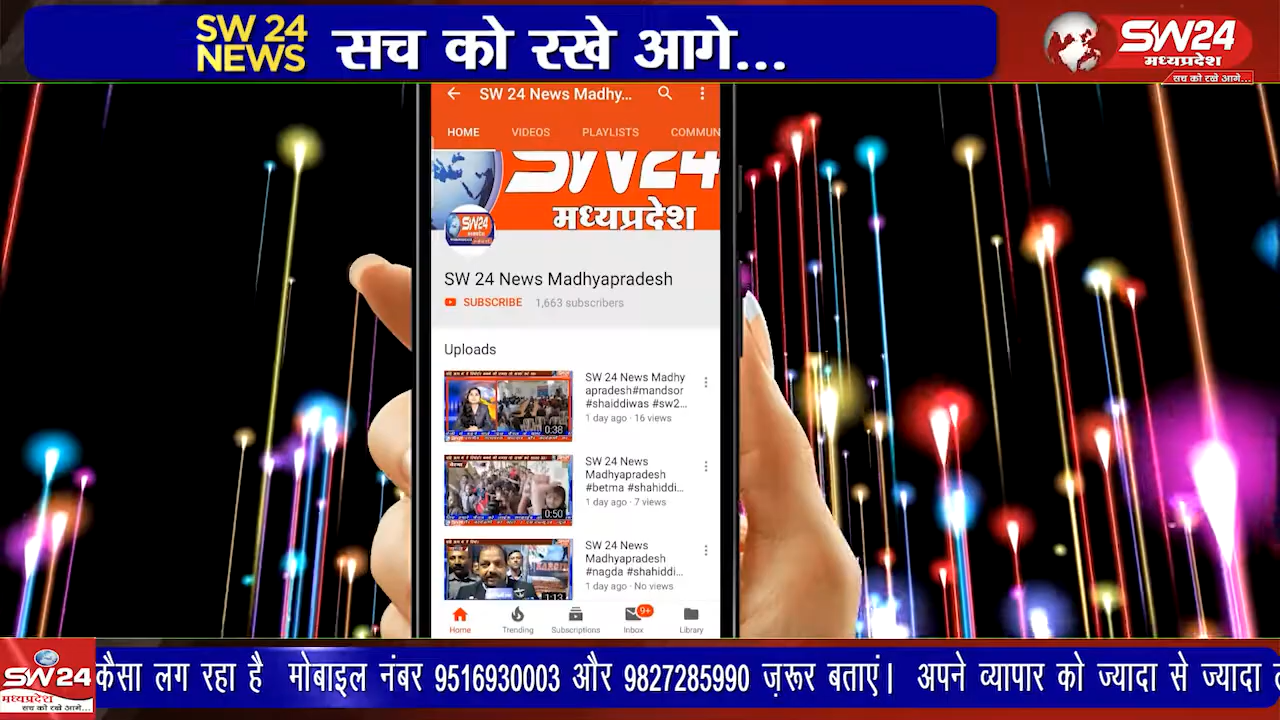 SW 24
NEWS
सच को रखे आगे...
SW24
मध्यप्रदेश
सच को रखे आगे...
SW 24 News Madhy...
HOME VIDEOS PLAYLISTS COMMUN
SW24
मध्यप्रदेश
SW24
SW 24 News Madhyapradesh
SUBSCRIBE 1,663 subscribers
Uploads
SW 24 News Madhy
apradesh#mandsor
#shaiddiwas #sw2...
1 day ago · 16 views
0:38
SW 24 News
Madhyapradesh
#betma #shahiddi...
1 day ago · 7 views
0:50
SW 24 News
Madhyapradesh
#nagda #shahiddi...
1 day ago · No views
1:13
9+
Home Trending Subscriptions Inbox Library
SW24
मध्यप्रदेश
सच को रखे आगे...
कैसा लग रहा है मोबाइल नंबर 9516930003 और 9827285990 ज़रूर बताएं। अपने व्यापार को ज्यादा से ज्यादा